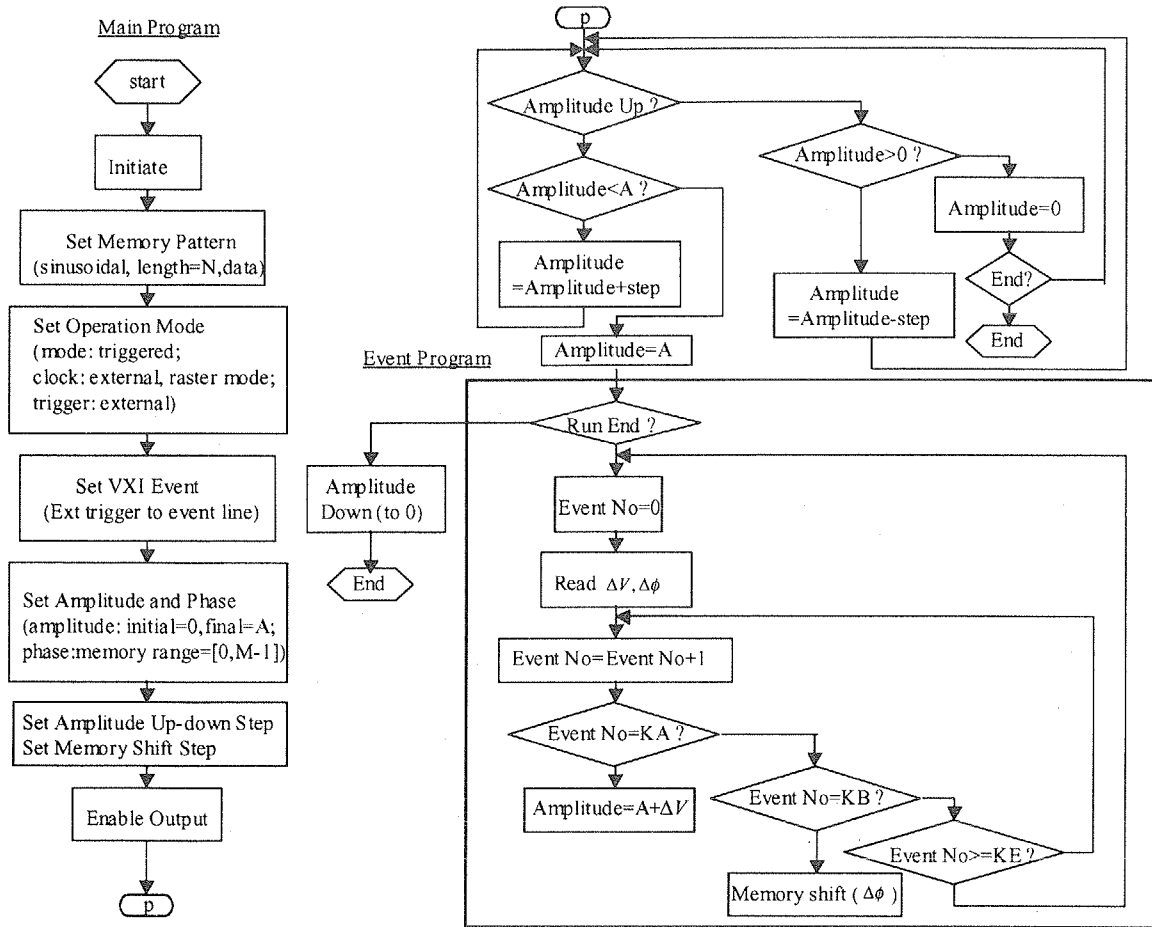 Main Program
start
Initiate
Set Memory Pattern
(sinusoidal, length=N,data)
Set Operation Mode
(mode: triggered;
clock: external, raster mode;
trigger: external)
Set VXI Event
(Ext trigger to event line)
Set Amplitude and Phase
(amplitude: initial=0,final=A;
phase:memory range=[0,M-1])
Set Amplitude Up-down Step
Set Memory Shift Step
Enable Output
p
p
Amplitude Up ?
Amplitude<A ?
Amplitude
=Amplitude+step
Amplitude=A
Amplitude>0 ?
Amplitude=0
Amplitude
=Amplitude-step
End?
End
Event Program
Run End ?
Amplitude
Down (to 0)
End
Event No=0
Read ΔV, Δϕ
Event No=Event No+1
Event No=KA ?
Amplitude=A+ΔV
Event No=KB ?
Memory shift ( Δϕ )
Event No>=KE ?